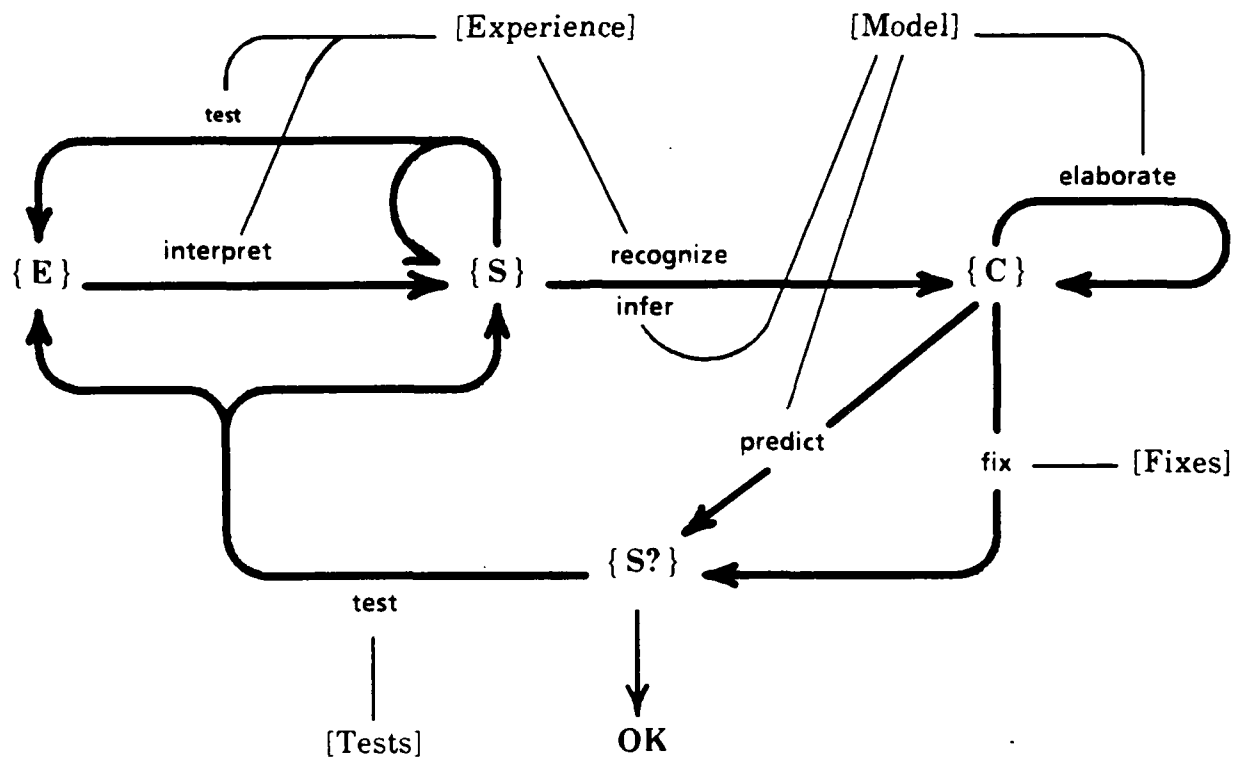 [Experience]
[Model]
test
elaborate
interpret
recognize
{E}
{S}
{C}
infer
predict
fix
[Fixes]
{S?}
test
[Tests]
OK